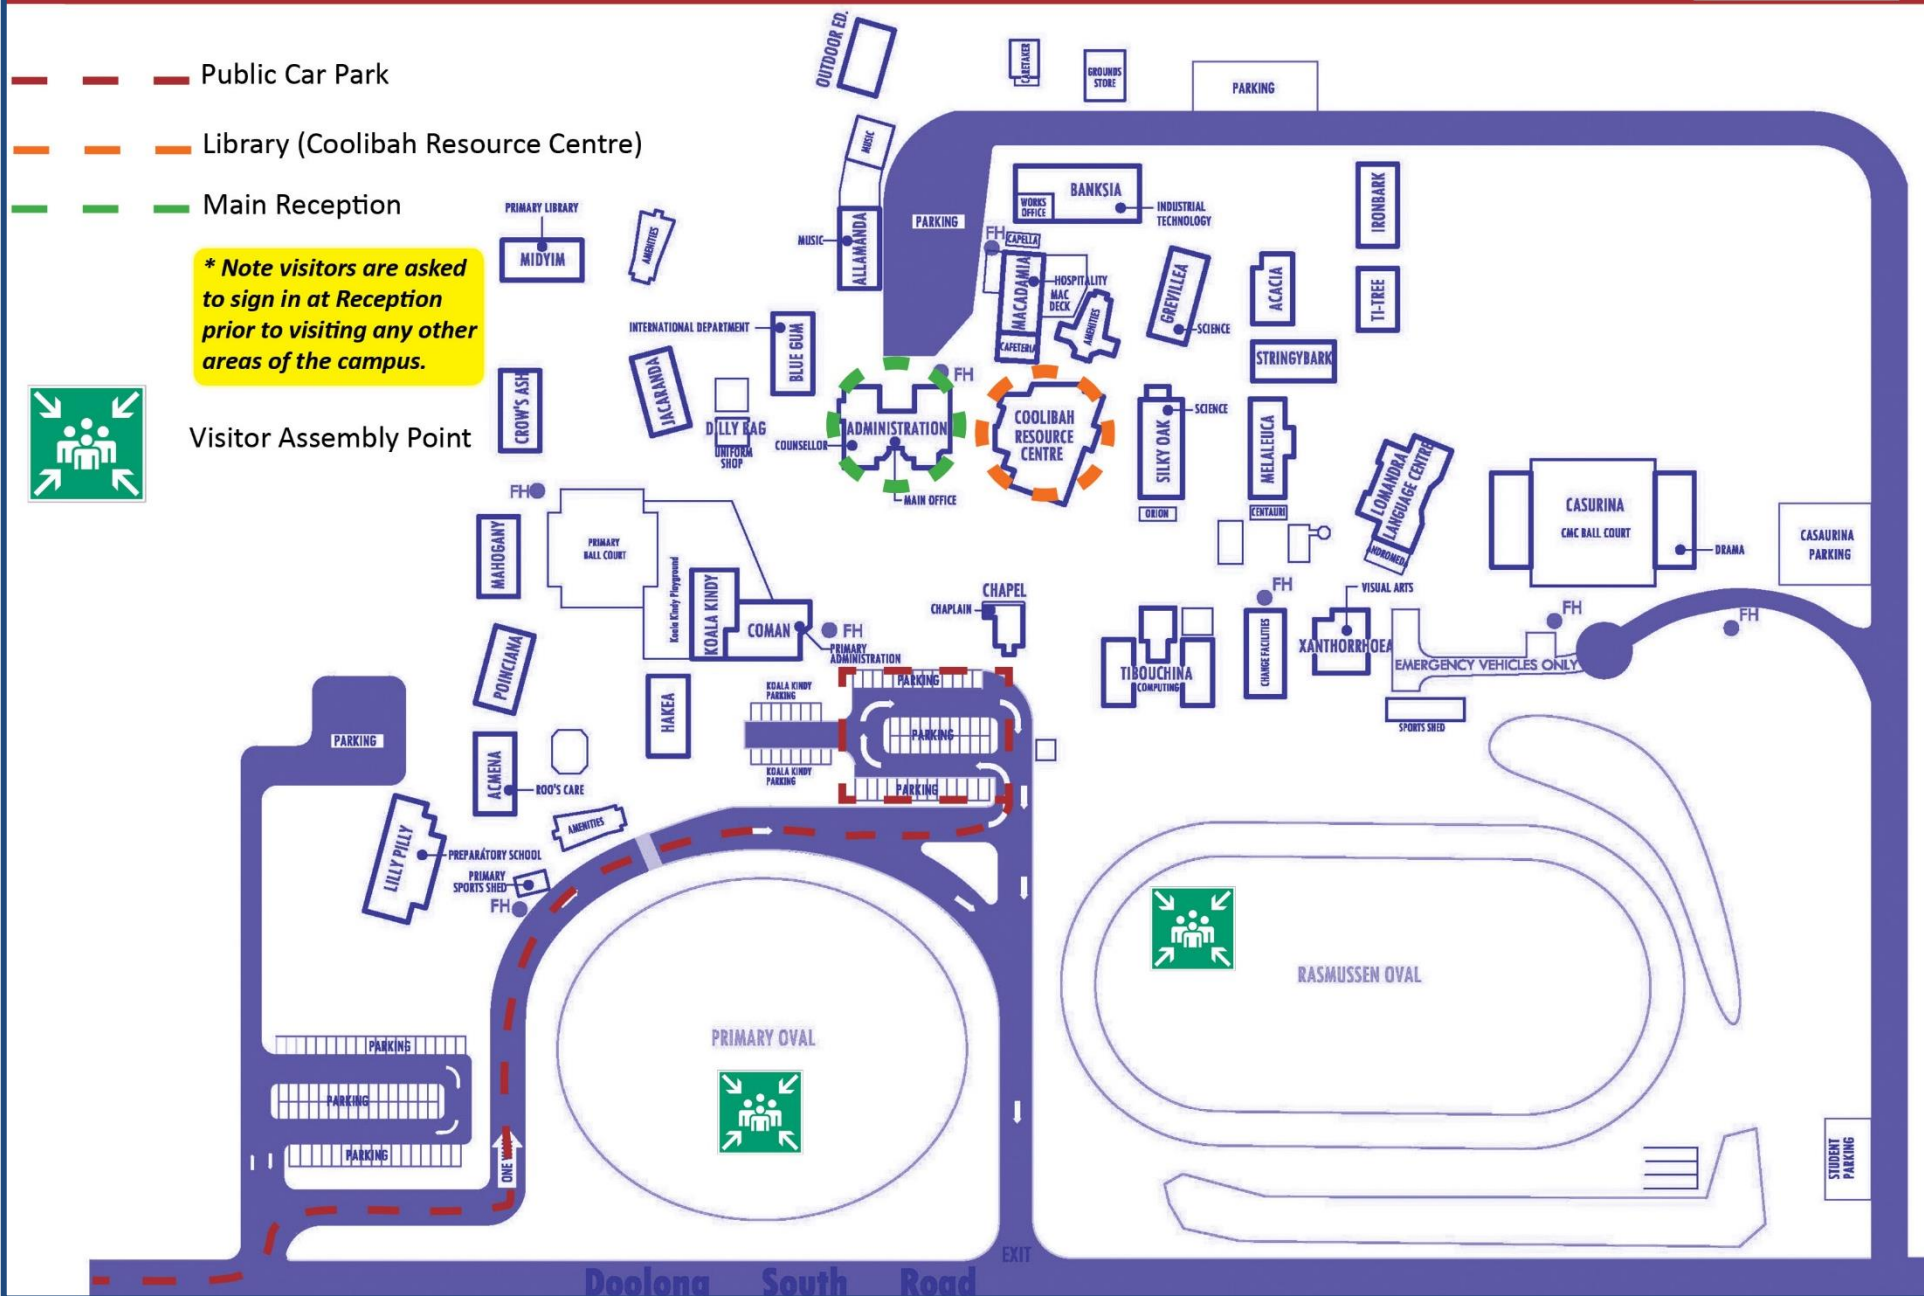 Public Car Park
Library (Coolibah Resource Centre)
Main Reception
* Note visitors are asked
to sign in at Reception
prior to visiting any other
areas of the campus.
Visitor Assembly Point
OUTDOOR ED.
CARETAKER
GROUNDS
STORE
PARKING
MUSIC
PRIMARY LIBRARY
MIDYIM
AMENITIES
MUSIC
ALLAMANDA
PARKING
BANKSIA
WORKS
OFFICE
INDUSTRIAL
TECHNOLOGY
IRONBARK
FH
CAPELLA
MACADAMIA
HOSPITALITY
MAC
DECK
CAFETERIA
AMENITIES
GREVILLEA
SCIENCE
ACACIA
TI-TREE
STRINGYBARK
INTERNATIONAL DEPARTMENT
BLUE GUM
CROW'S ASH
JACARANDA
DILLY BAG
UNIFORM
SHOP
FH
ADMINISTRATION
COUNSELLOR
MAIN OFFICE
COOLIBAH
RESOURCE
CENTRE
SILKY OAK
SCIENCE
ORION
MELALEUCA
CENTAURI
LOMANDRA
LANGUAGE CENTRE
ANDROMEDA
CASURINA
CMC BALL COURT
DRAMA
CASAURINA
PARKING
FH
MAHOGANY
PRIMARY
BALL COURT
Koala Kindy Playground
KOALA KINDY
COMAN
FH
PRIMARY
ADMINISTRATION
CHAPEL
CHAPLAIN
FH
VISUAL ARTS
XANTHORRHOEA
CHANGE FACILITIES
TIBOUCHINA
COMPUTING
FH
FH
EMERGENCY VEHICLES ONLY
SPORTS SHED
POINCIANA
HAKEA
KOALA KINDY
PARKING
KOALA KINDY
PARKING
PARKING
PARKING
PARKING
PARKING
ACMENA
ROO'S CARE
AMENITIES
LILLY PILLY
PREPARATORY SCHOOL
PRIMARY
SPORTS SHED
FH
PRIMARY OVAL
RASMUSSEN OVAL
PARKING
PARKING
PARKING
ONE
STUDENT
PARKING
EXIT
Doolong South Road